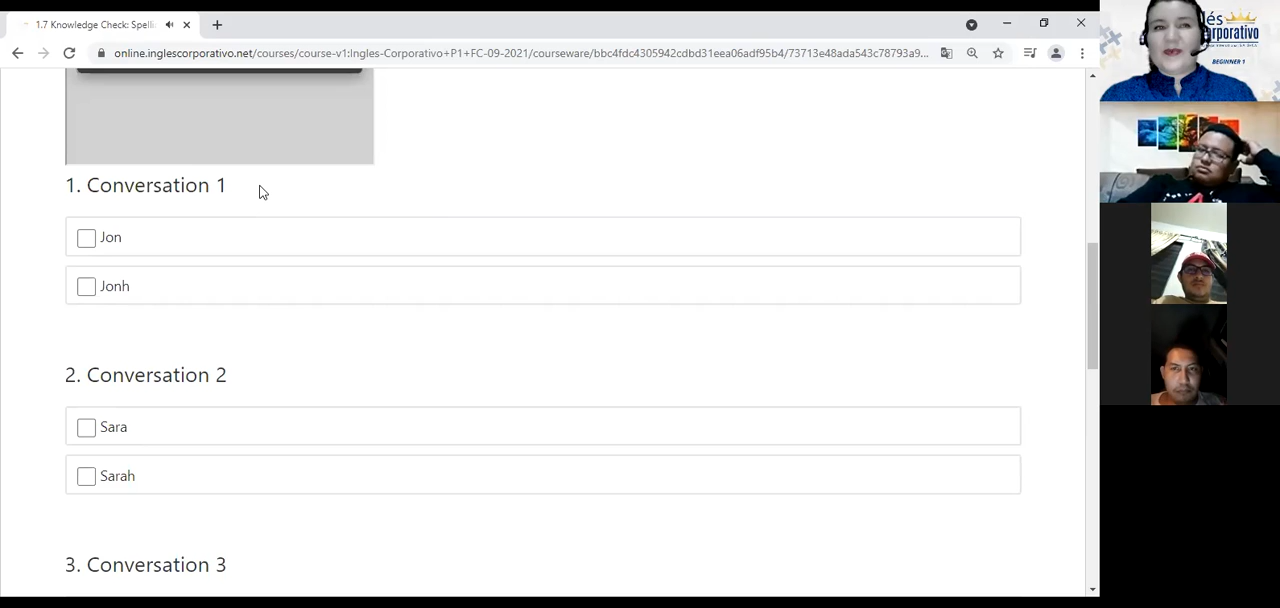 1.7 Knowledge Check: Spelli
online.inglescorporativo.net/courses/course-v1:Ingles-Corporativo+P1+FC-09-2021/courseware/bbc4fdc4305942cdbd31eea06adf95b4/73713e48ada543c78793a9...
1. Conversation 1
Jon
Jonh
2. Conversation 2
Sara
Sarah
3. Conversation 3
BEGINNER 1